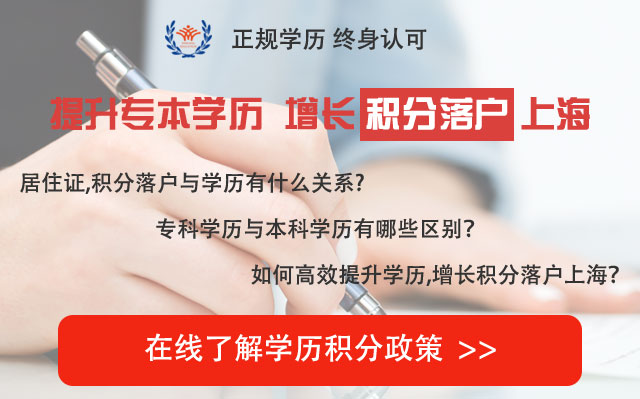 正规学历 终身认可
提升专本学历 增长 积分落户 上海
居住证,积分落户与学历有什么关系?
专科学历与本科学历有哪些区别?
如何高效提升学历,增长积分落户上海?
在线了解学历积分政策 >>